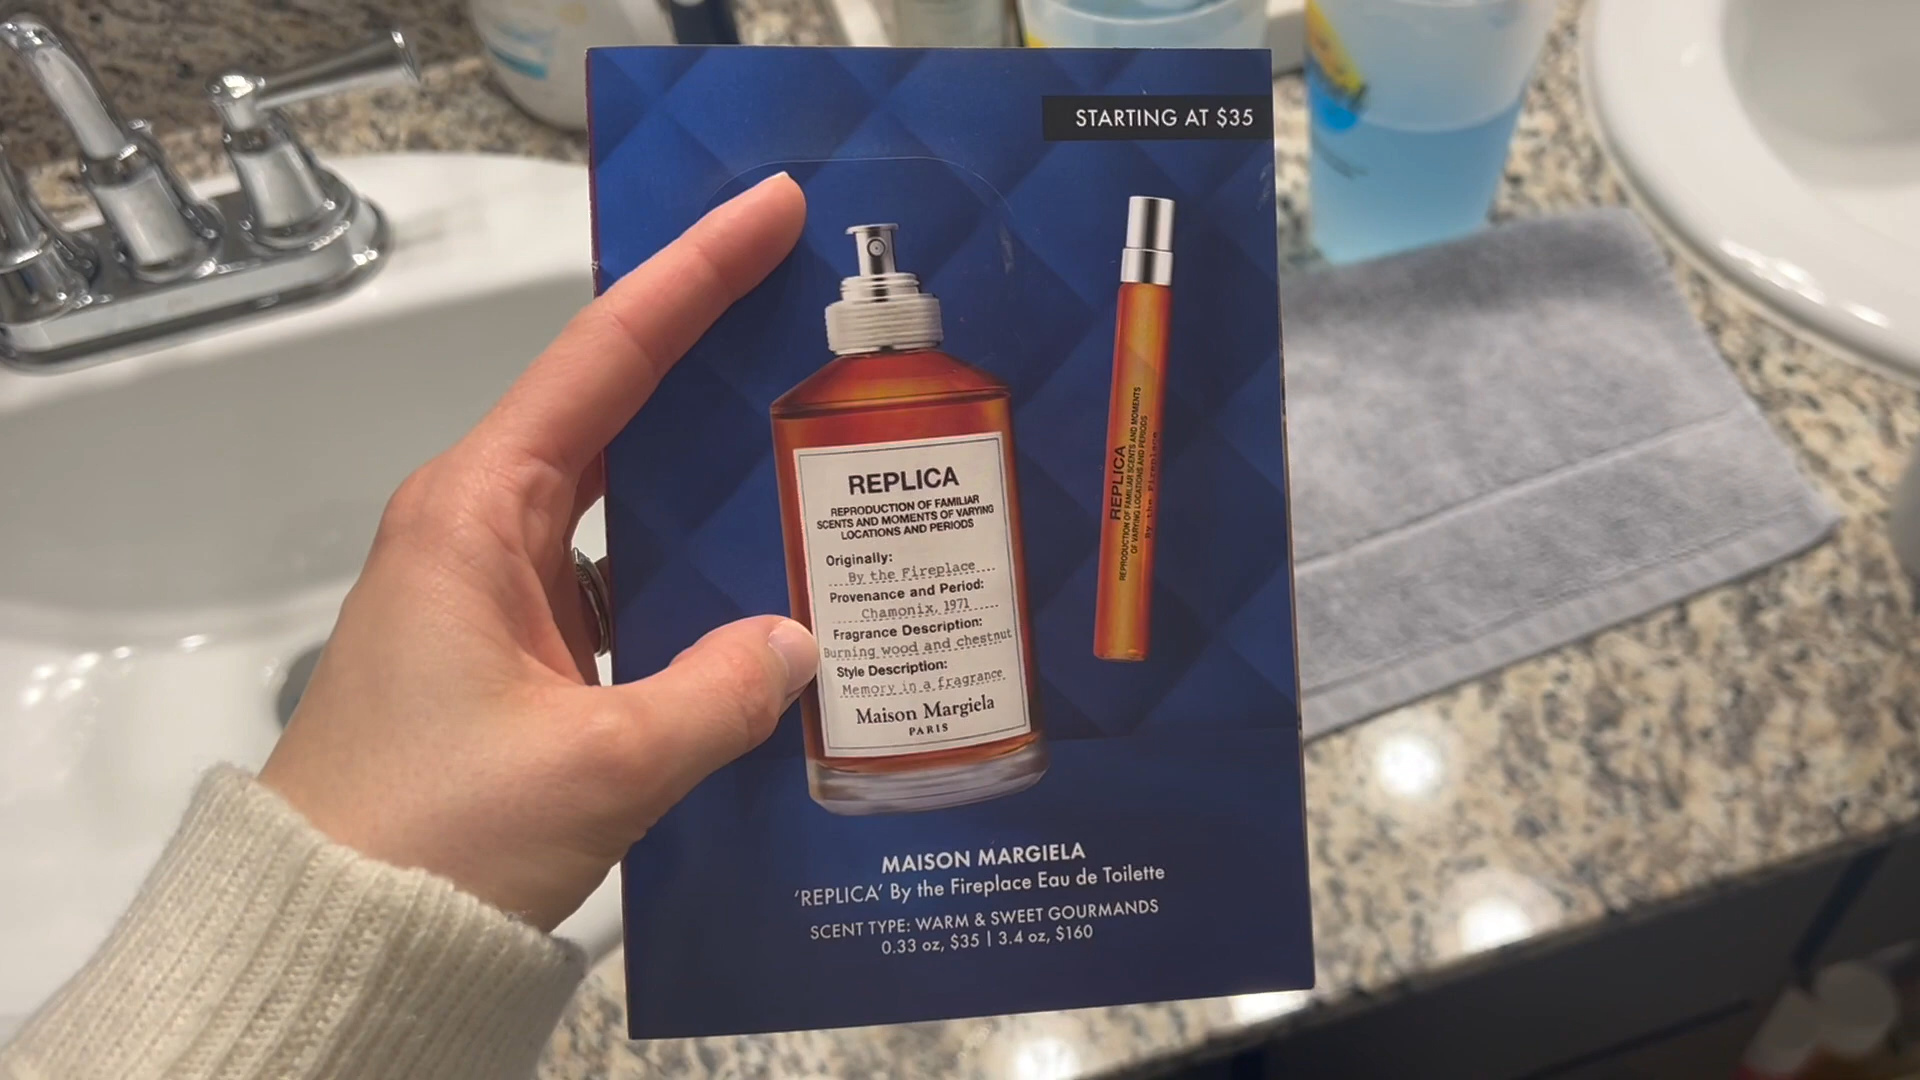 STARTING AT $35
REPLICA
REPRODUCTION OF FAMILIAR
SCENTS AND MOMENTS OF VARYING
LOCATIONS AND PERIODS
Originally:
By the Fireplace
Provenance and Period:
Chamonix, 1971
Fragrance Description:
Burning wood and chestnut
Style Description:
Memory in a fragrance
Maison Margiela
PARIS
REPLICA
REPRODUCTION OF FAMILIAR SCENTS AND MOMENTS
OF VARYING LOCATIONS AND PERIODS
By the Fireplace
MAISON MARGIELA
‘REPLICA’ By the Fireplace Eau de Toilette
SCENT TYPE: WARM & SWEET GOURMANDS
0.33 oz, $35 | 3.4 oz, $160